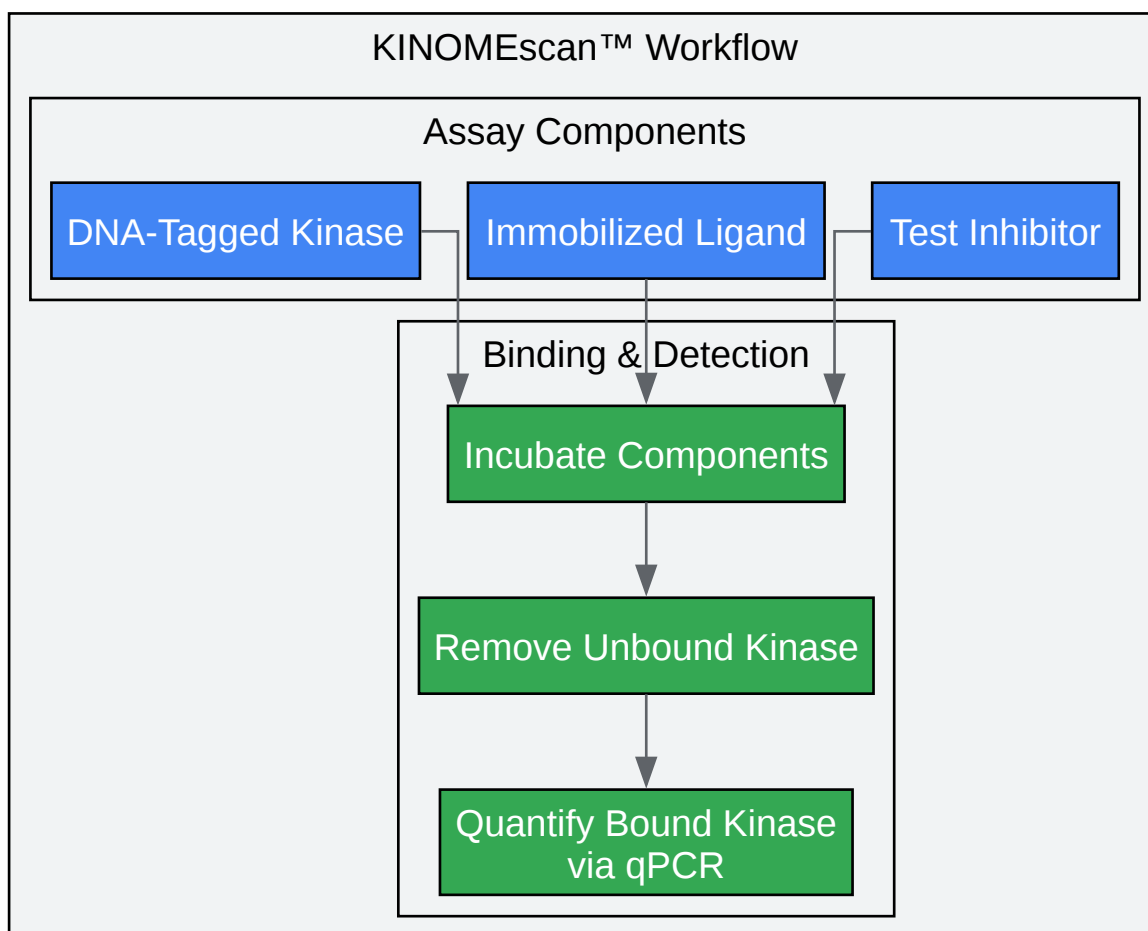 KINOMEscan™ Workflow
Assay Components
DNA-Tagged Kinase
Immobilized Ligand
Test Inhibitor
Binding & Detection
Incubate Components
Remove Unbound Kinase
Quantify Bound Kinase
via qPCR